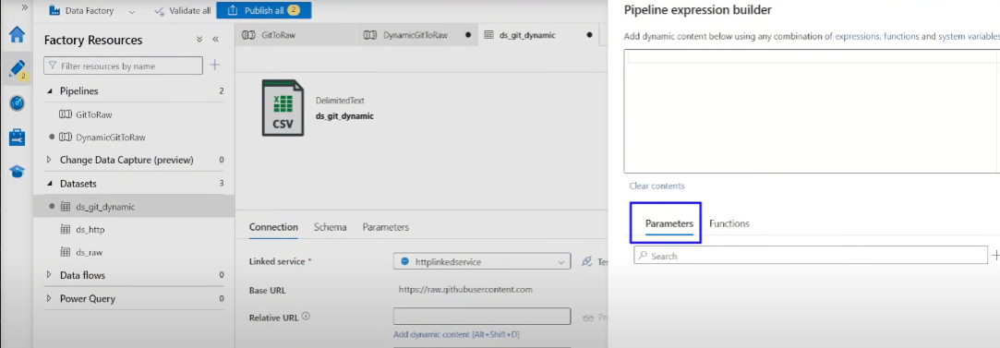 »
Data Factory
Validate all
Publish all 2
Pipeline expression builder
Factory Resources
«
GitToRaw
DynamicGitToRaw
ds_git_dynamic
Add dynamic content below using any combination of expressions, functions and system variables
Filter resources by name
+
2
Pipelines 2
GitToRaw
DynamicGitToRaw
Change Data Capture (preview) 0
Datasets 3
ds_git_dynamic
ds_http
ds_raw
Data flows 0
Power Query 0
CSV
DelimitedText
ds_git_dynamic
Connection Schema Parameters
Linked service *
httplinkedservice
Base URL
https://raw.githubusercontent.com
Relative URL
Add dynamic content [Alt+Shift+D]
Clear contents
Parameters Functions
Search
+